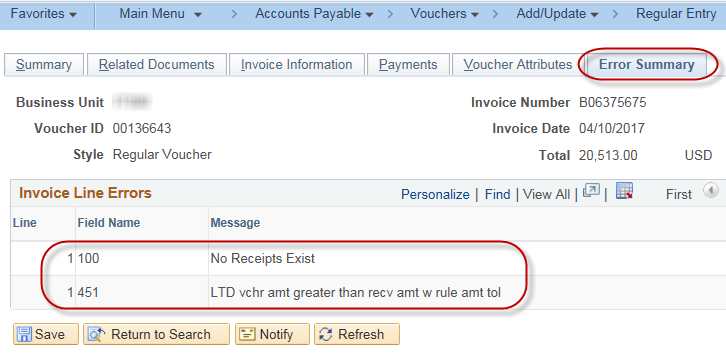 Favorites Main Menu > Accounts Payable > Vouchers > Add/Update > Regular Entry
Summary Related Documents Invoice Information Payments Voucher Attributes Error Summary
Business Unit Invoice Number B06375675
Voucher ID 00136643 Invoice Date 04/10/2017
Style Regular Voucher Total 20,513.00 USD
Invoice Line Errors Personalize | Find | View All | | First
Line Field Name Message
1 100 No Receipts Exist
1 451 LTD vchr amt greater than recv amt w rule amt tol
Save Return to Search Notify Refresh